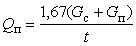 Qп = 1,67(Gс + Gп) / t